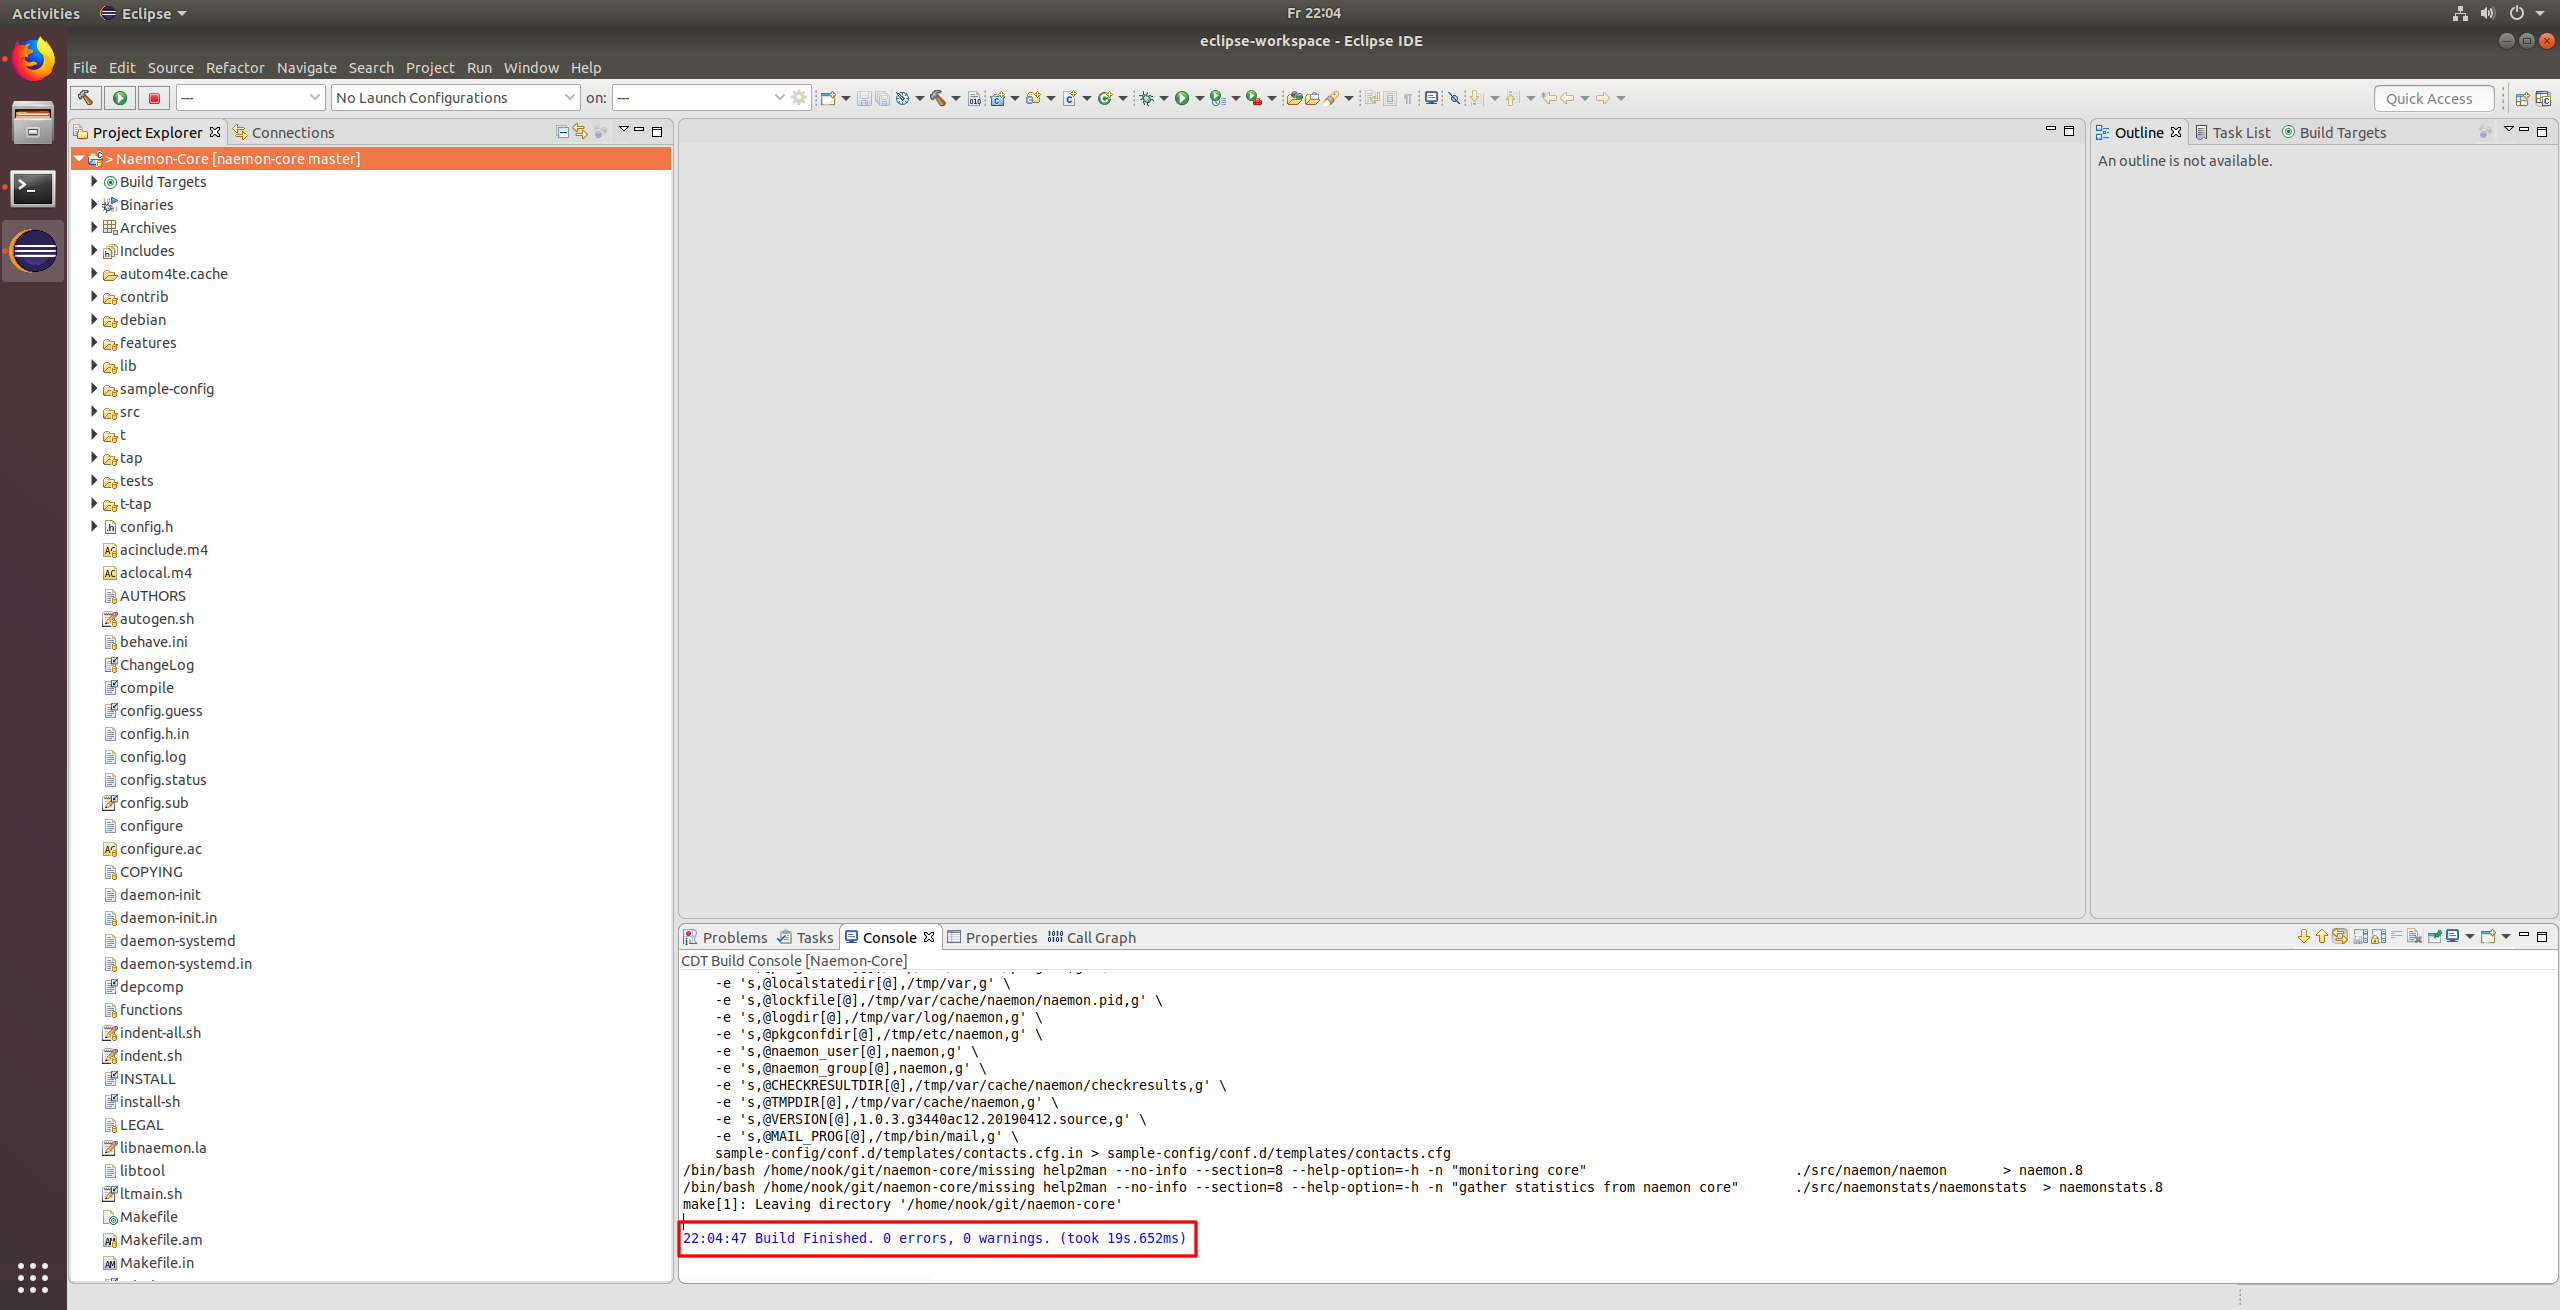 Activities Eclipse Fr 22:04
eclipse-workspace - Eclipse IDE
File Edit Source Refactor Navigate Search Project Run Window Help
--- No Launch Configurations on: --- Quick Access
Project Explorer Connections
> Naemon-Core [naemon-core master]
Build Targets
Binaries
Archives
Includes
autom4te.cache
contrib
debian
features
lib
sample-config
src
t
tap
tests
t-tap
config.h
acinclude.m4
aclocal.m4
AUTHORS
autogen.sh
behave.ini
ChangeLog
compile
config.guess
config.h.in
config.log
config.status
config.sub
configure
configure.ac
COPYING
daemon-init
daemon-init.in
daemon-systemd
daemon-systemd.in
depcomp
functions
indent-all.sh
indent.sh
INSTALL
install-sh
LEGAL
libnaemon.la
libtool
ltmain.sh
Makefile
Makefile.am
Makefile.in
Outline Task List Build Targets
An outline is not available.
Problems Tasks Console Properties Call Graph
CDT Build Console [Naemon-Core]
-e 's,@localstatedir[@],/tmp/var,g' \
-e 's,@lockfile[@],/tmp/var/cache/naemon/naemon.pid,g' \
-e 's,@logdir[@],/tmp/var/log/naemon,g' \
-e 's,@pkgconfdir[@],/tmp/etc/naemon,g' \
-e 's,@naemon_user[@],naemon,g' \
-e 's,@naemon_group[@],naemon,g' \
-e 's,@CHECKRESULTDIR[@],/tmp/var/cache/naemon/checkresults,g' \
-e 's,@TMPDIR[@],/tmp/var/cache/naemon,g' \
-e 's,@VERSION[@],1.0.3.g3440ac12.20190412.source,g' \
-e 's,@MAIL_PROG[@],/tmp/bin/mail,g' \
sample-config/conf.d/templates/contacts.cfg.in > sample-config/conf.d/templates/contacts.cfg
/bin/bash /home/nook/git/naemon-core/missing help2man --no-info --section=8 --help-option=-h -n "monitoring core" ./src/naemon/naemon > naemon.8
/bin/bash /home/nook/git/naemon-core/missing help2man --no-info --section=8 --help-option=-h -n "gather statistics from naemon core" ./src/naemonstats/naemonstats > naemonstats.8
make[1]: Leaving directory '/home/nook/git/naemon-core'
22:04:47 Build Finished. 0 errors, 0 warnings. (took 19s.652ms)